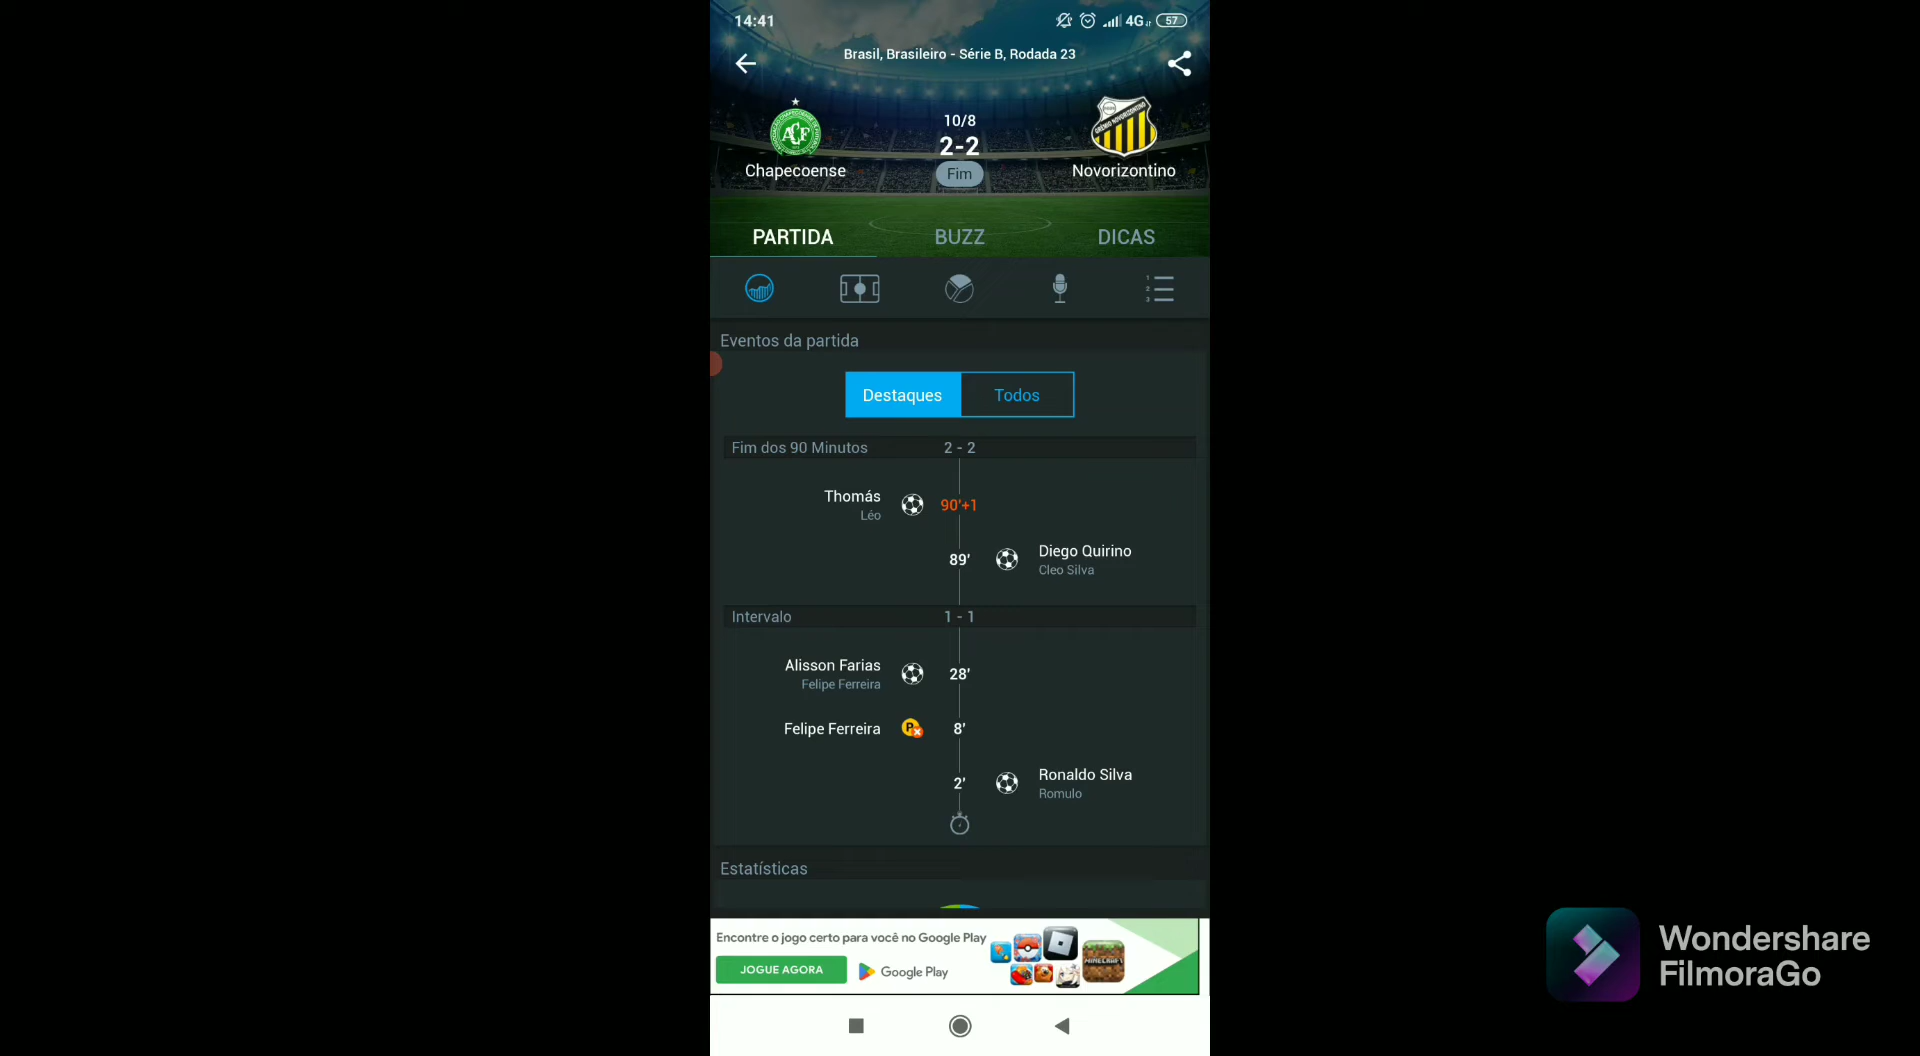 14:41
4G
57
Brasil, Brasileiro - Série B, Rodada 23
10/8
2-2
Fim
Chapecoense
Novorizontino
PARTIDA
BUZZ
DICAS
Eventos da partida
Destaques
Todos
Fim dos 90 Minutos
2 - 2
Thomás
Léo
90'+1
89'
Diego Quirino
Cleo Silva
Intervalo
1 - 1
Alisson Farias
Felipe Ferreira
28'
Felipe Ferreira
8'
2'
Ronaldo Silva
Romulo
Estatísticas
Encontre o jogo certo para você no Google Play
JOGUE AGORA
Google Play
MINECRAFT
Wondershare
FilmoraGo